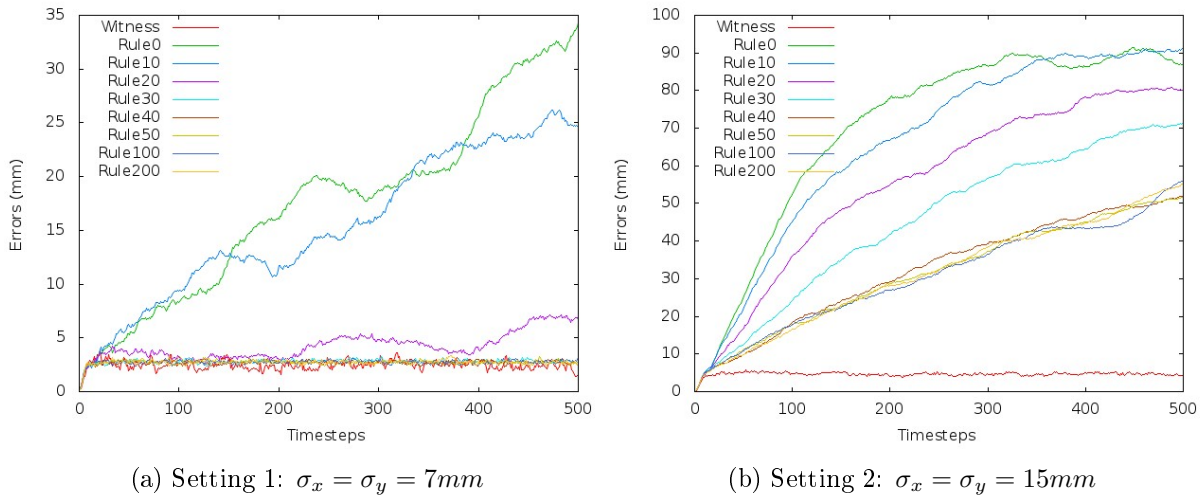 35
30
25
20
15
10
5
0
Errors (mm)
Witness
Rule0
Rule10
Rule20
Rule30
Rule40
Rule50
Rule100
Rule200
0 100 200 300 400 500
Timesteps
(a) Setting 1: σx = σy = 7mm
100
90
80
70
60
50
40
30
20
10
0
Errors (mm)
Witness
Rule0
Rule10
Rule20
Rule30
Rule40
Rule50
Rule100
Rule200
0 100 200 300 400 500
Timesteps
(b) Setting 2: σx = σy = 15mm